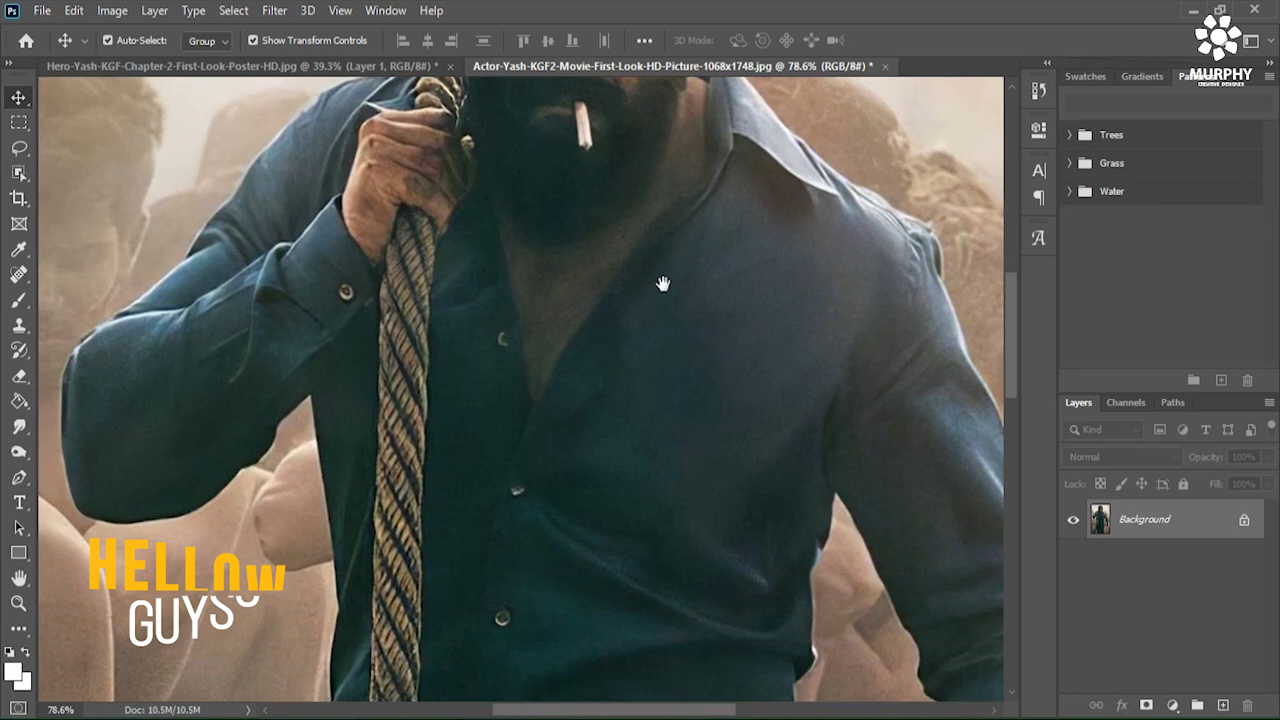 Ps File Edit Image Layer Type Select Filter 3D View Window Help
Auto-Select: Group Show Transform Controls 3D Mode:
Hero-Yash-KGF-Chapter-2-First-Look-Poster-HD.jpg @ 39.3% (Layer 1, RGB/8#) * Actor-Yash-KGF2-Movie-First-Look-HD-Picture-1068x1748.jpg @ 78.6% (RGB/8#) *
MURPHY
CREATIVE DESIGNER
Swatches Gradients
Trees
Grass
Water
Layers Channels Paths
Kind
Normal Opacity: 100%
Lock: Fill: 100%
Background
HELLOW
GUYS
78.6% Doc: 10.5M/10.5M